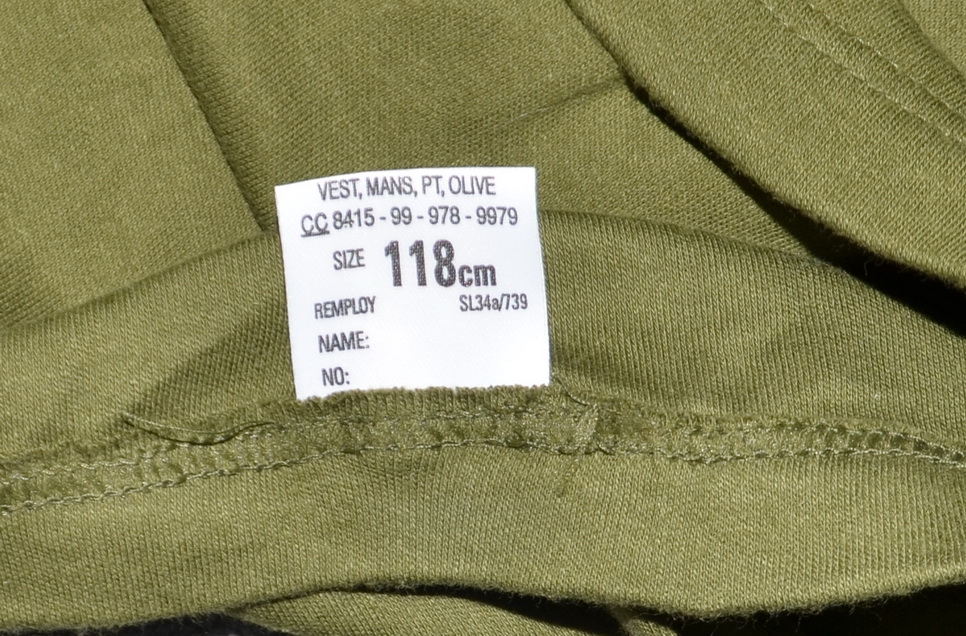 VEST, MANS, PT, OLIVE
CC 8415 - 99 - 978 - 9979
SIZE 118cm
REMPLOY SL34a/739
NAME:
NO: